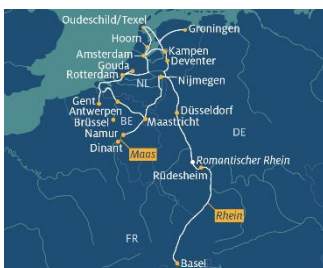 Oudeschild/Texel
Groningen
Hoorn
Kampen
Amsterdam
Deventer
Gouda
Rotterdam
NL
Nijmegen
Gent
Düsseldorf
Antwerpen
Brüssel
BE
Maastricht
DE
Namur
Maas
Dinant
Romantischer Rhein
Rüdesheim
Rhein
FR
Basel